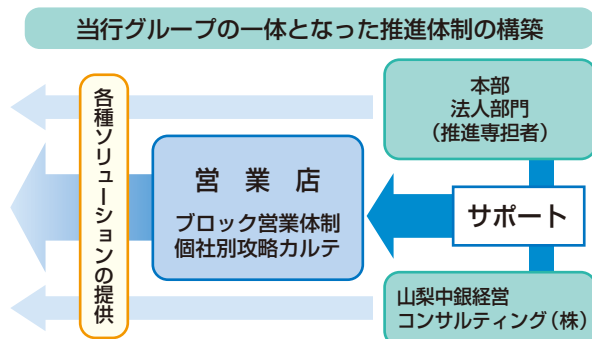 当行グループの一体となった推進体制の構築
各種ソリューションの提供
営業店
ブロック営業体制
個社別攻略カルテ
本部
法人部門
(推進専担者)
サポート
山梨中銀経営
コンサルティング(株)